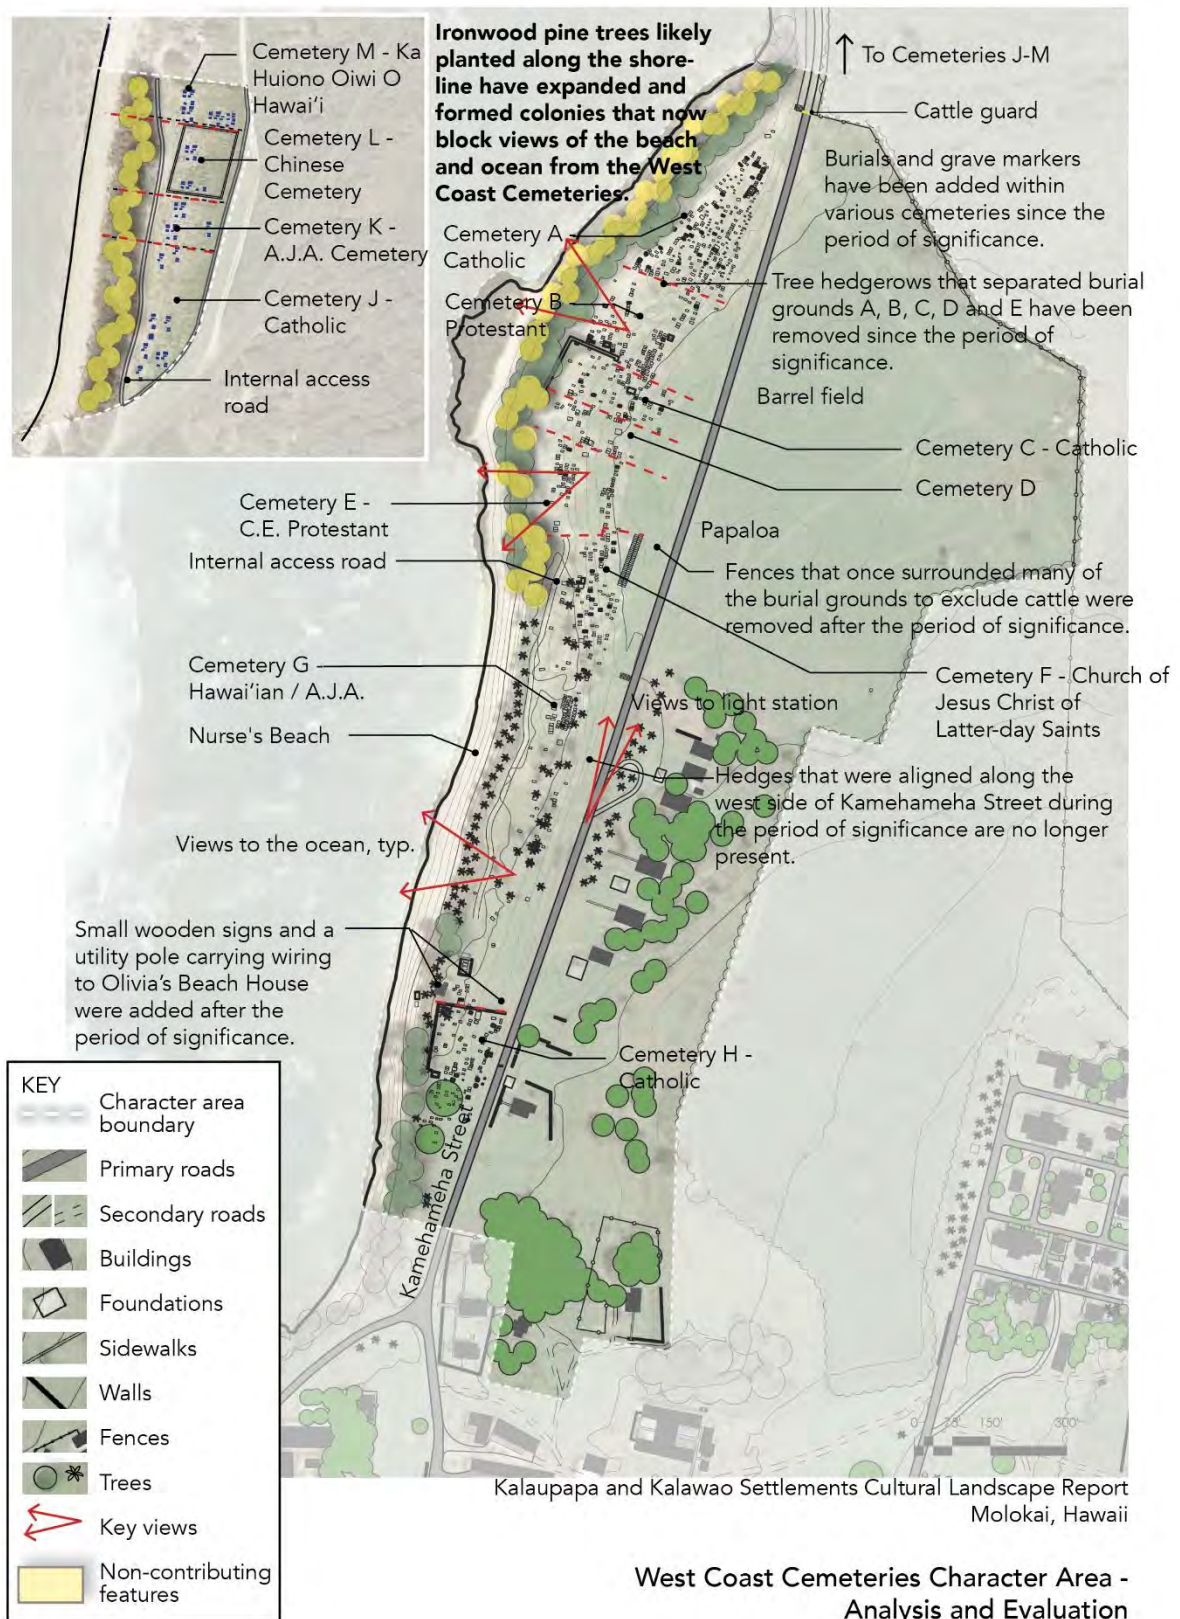 Cemetery M - Ka
Huiono Oiwi O
Hawai'i
Cemetery L -
Chinese
Cemetery
Cemetery K -
A.J.A. Cemetery
Cemetery J -
Catholic
Internal access
road
Ironwood pine trees likely
planted along the shore-
line have expanded and
formed colonies that now
block views of the beach
and ocean from the West
Coast Cemeteries.
To Cemeteries J-M
Cattle guard
Burials and grave markers
have been added within
various cemeteries since the
period of significance.
Cemetery A
Catholic
Cemetery B
Protestant
Tree hedgerows that separated burial
grounds A, B, C, D and E have been
removed since the period of
significance.
Barrel field
Cemetery C - Catholic
Cemetery D
Cemetery E -
C.E. Protestant
Internal access road
Papaloa
Fences that once surrounded many of
the burial grounds to exclude cattle were
removed after the period of significance.
Cemetery G
Hawai'ian / A.J.A.
Cemetery F - Church of
Jesus Christ of
Latter-day Saints
Views to light station
Nurse's Beach
Hedges that were aligned along the
west side of Kamehameha Street during
the period of significance are no longer
present.
Views to the ocean, typ.
Small wooden signs and a
utility pole carrying wiring
to Olivia's Beach House
were added after the
period of significance.
Cemetery H -
Catholic
Kamehameha Street
KEY
Character area
boundary
Primary roads
Secondary roads
Buildings
Foundations
Sidewalks
Walls
Fences
Trees
Key views
Non-contributing
features
0 75' 150' 300'
Kalaupapa and Kalawao Settlements Cultural Landscape Report
Molokai, Hawaii
West Coast Cemeteries Character Area -
Analysis and Evaluation